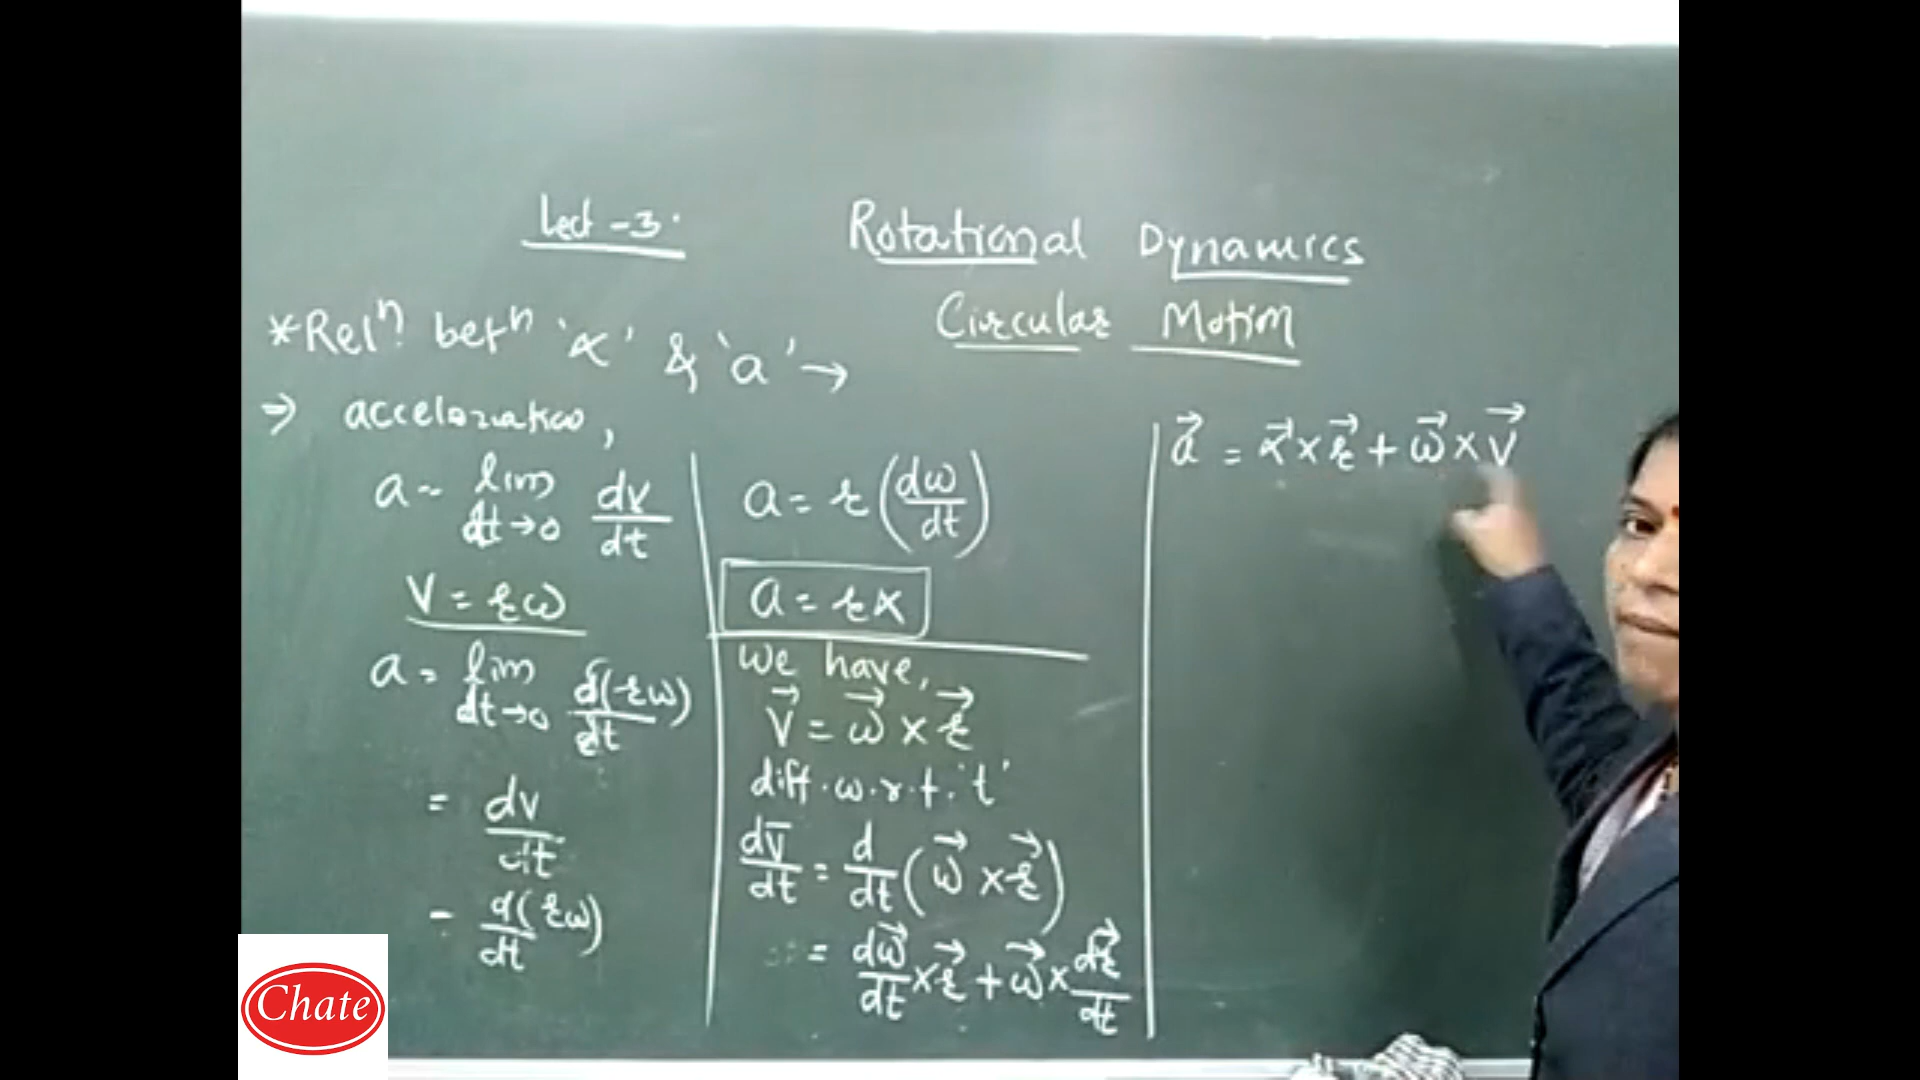 Lect - 3.
Rotational Dynamics
Circular Motion
*Relⁿ. betⁿ 'α' & 'a' →
⇒ acceleration,
a = lim dt→0 dv/dt
V = rω
a = lim dt→0 d(rω)/dt
= dv/dt
= d/dt (rω)
a = r (dω/dt)
a = rα
We have,
V⃗ = ω⃗ × r⃗
diff. w.r.t. 't'
dv̅/dt = d/dt (ω⃗ × r⃗)
= dω⃗/dt × r⃗ + ω⃗ × dr⃗/dt
a⃗ = α⃗ × r⃗ + ω⃗ × V⃗
Chate